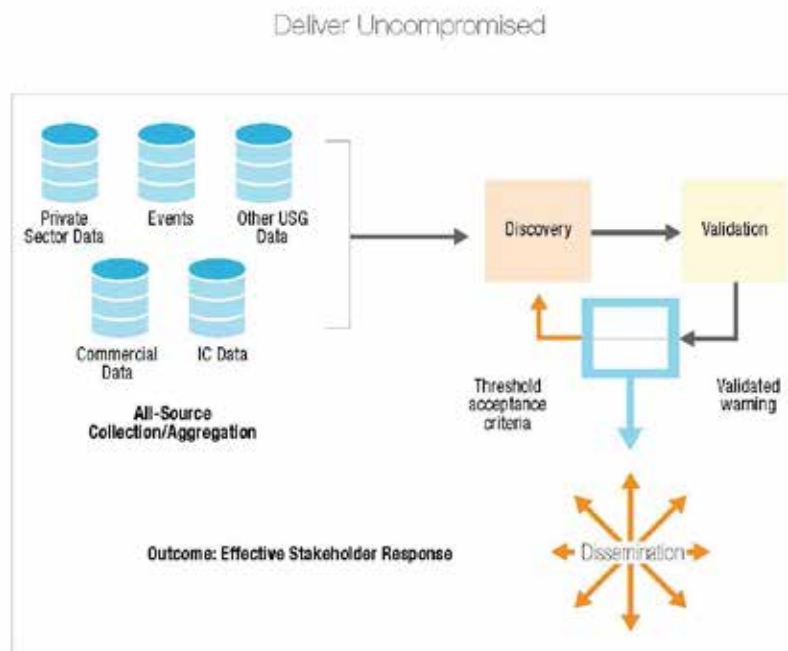 Deliver Uncompromised
Private
Sector Data
Events
Other USG
Data
Commercial
Data
IC Data
All-Source
Collection/Aggregation
Discovery
Validation
Threshold
acceptance
criteria
Validated
warning
Outcome: Effective Stakeholder Response
Dissemination